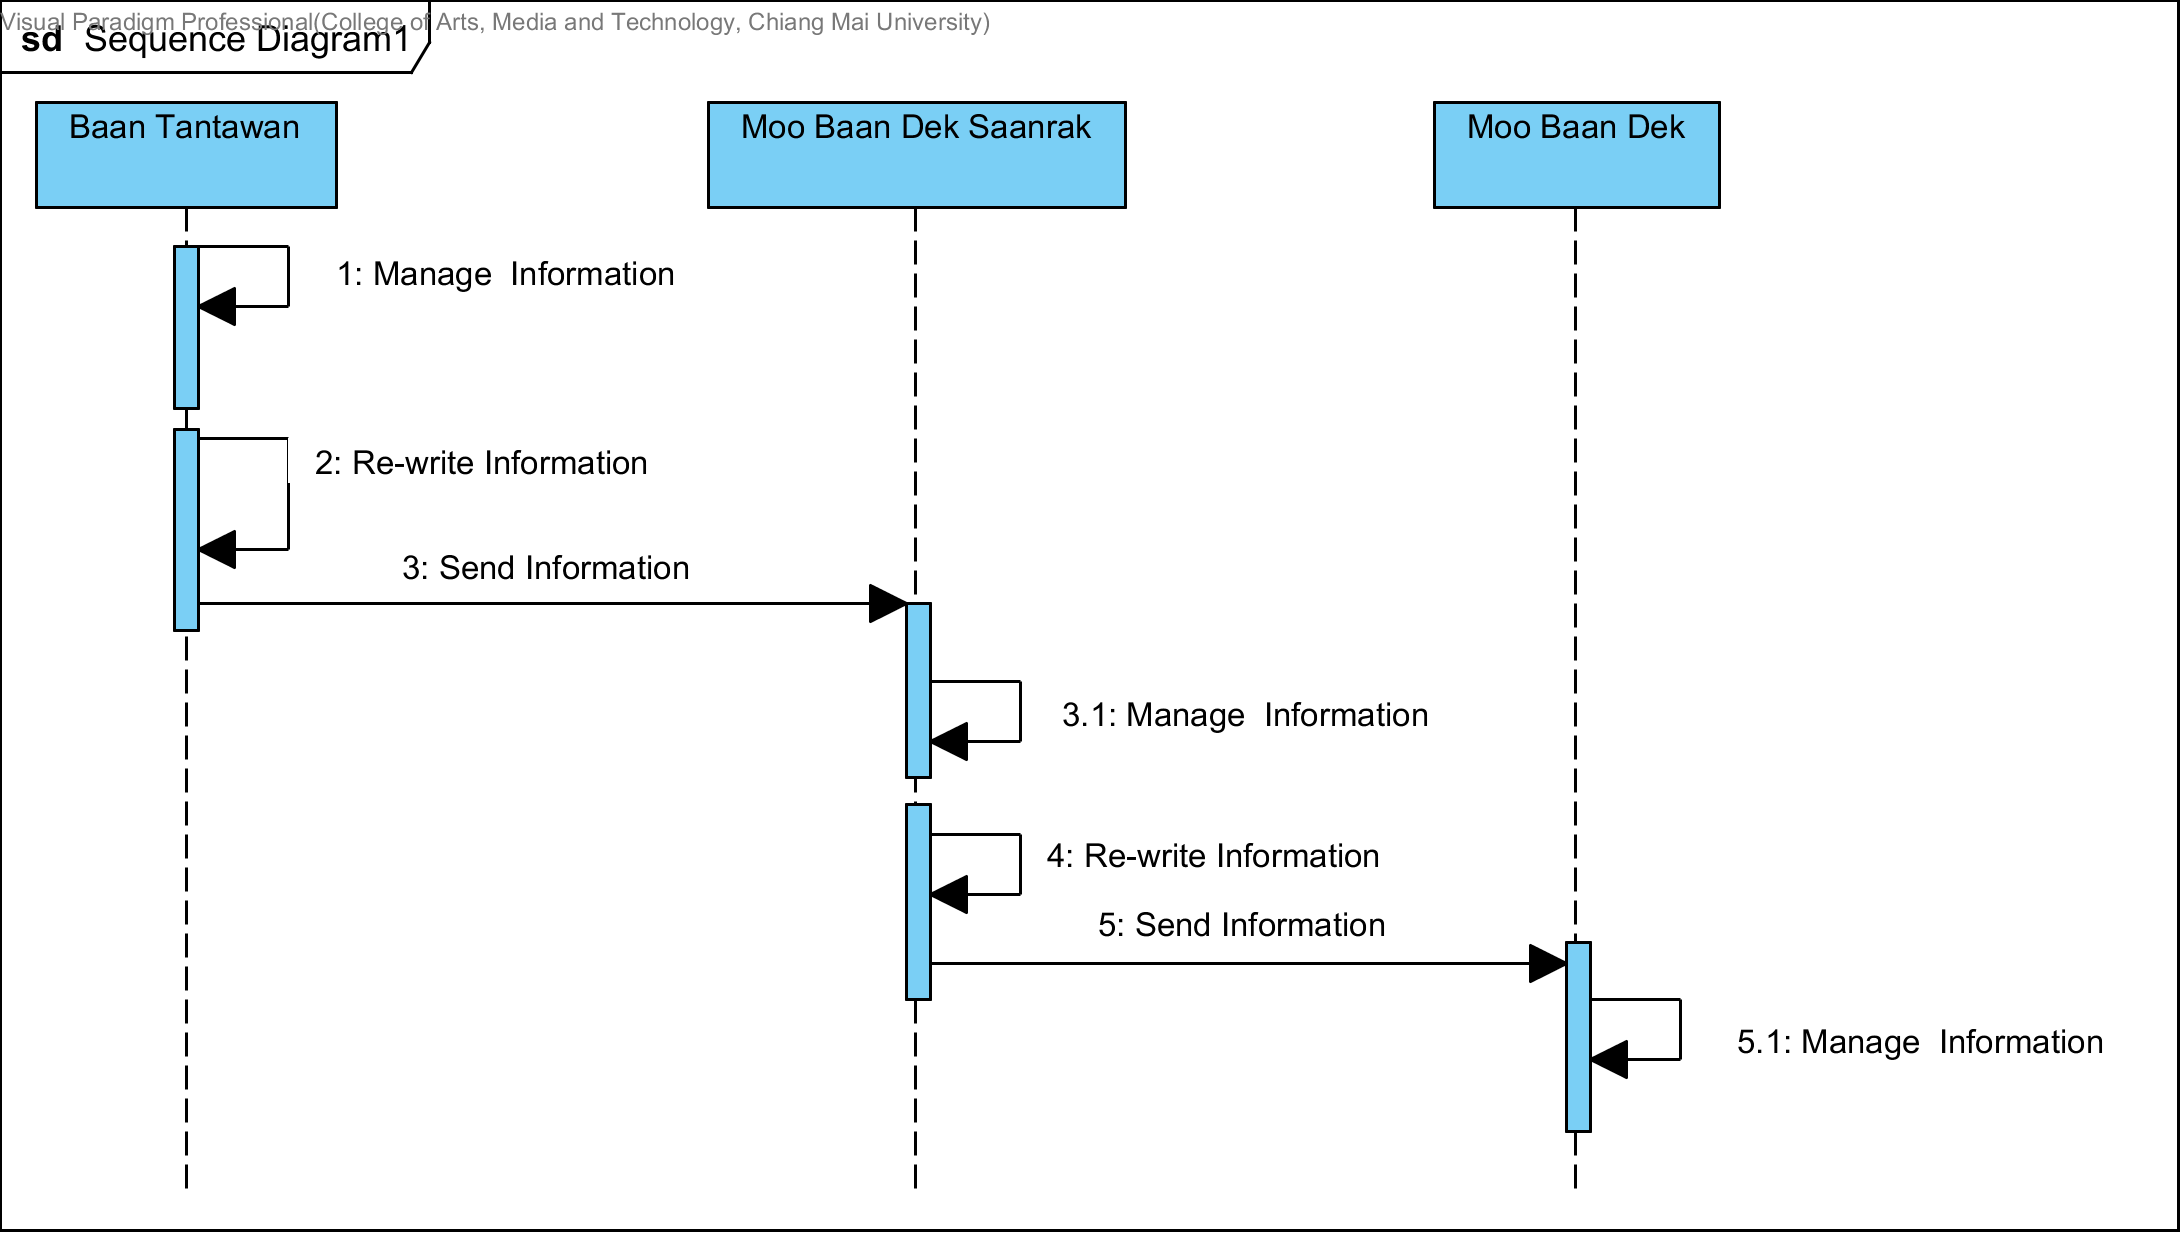 Visual Paradigm Professional(College of Arts, Media and Technology, Chiang Mai University)
sd Sequence Diagram1
Baan Tantawan
Moo Baan Dek Saanrak
Moo Baan Dek
1: Manage  Information
2: Re-write Information
3: Send Information
3.1: Manage  Information
4: Re-write Information
5: Send Information
5.1: Manage  Information